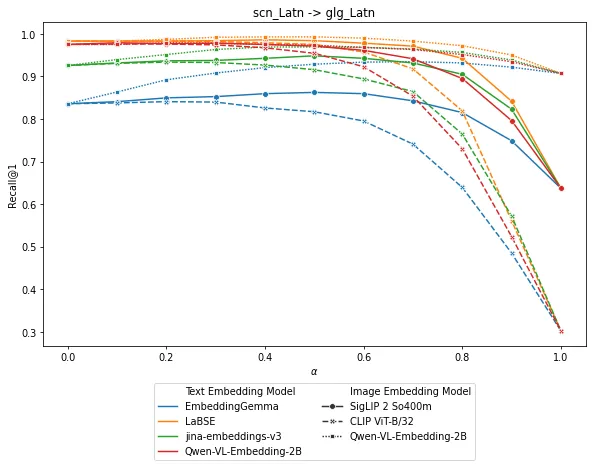 scn_Latn -> glg_Latn
Recall@1
1.0
0.9
0.8
0.7
0.6
0.5
0.4
0.3
0.0 0.2 0.4 0.6 0.8 1.0
α
Text Embedding Model Image Embedding Model
EmbeddingGemma SigLIP 2 So400m
LaBSE CLIP ViT-B/32
jina-embeddings-v3 Qwen-VL-Embedding-2B
Qwen-VL-Embedding-2B